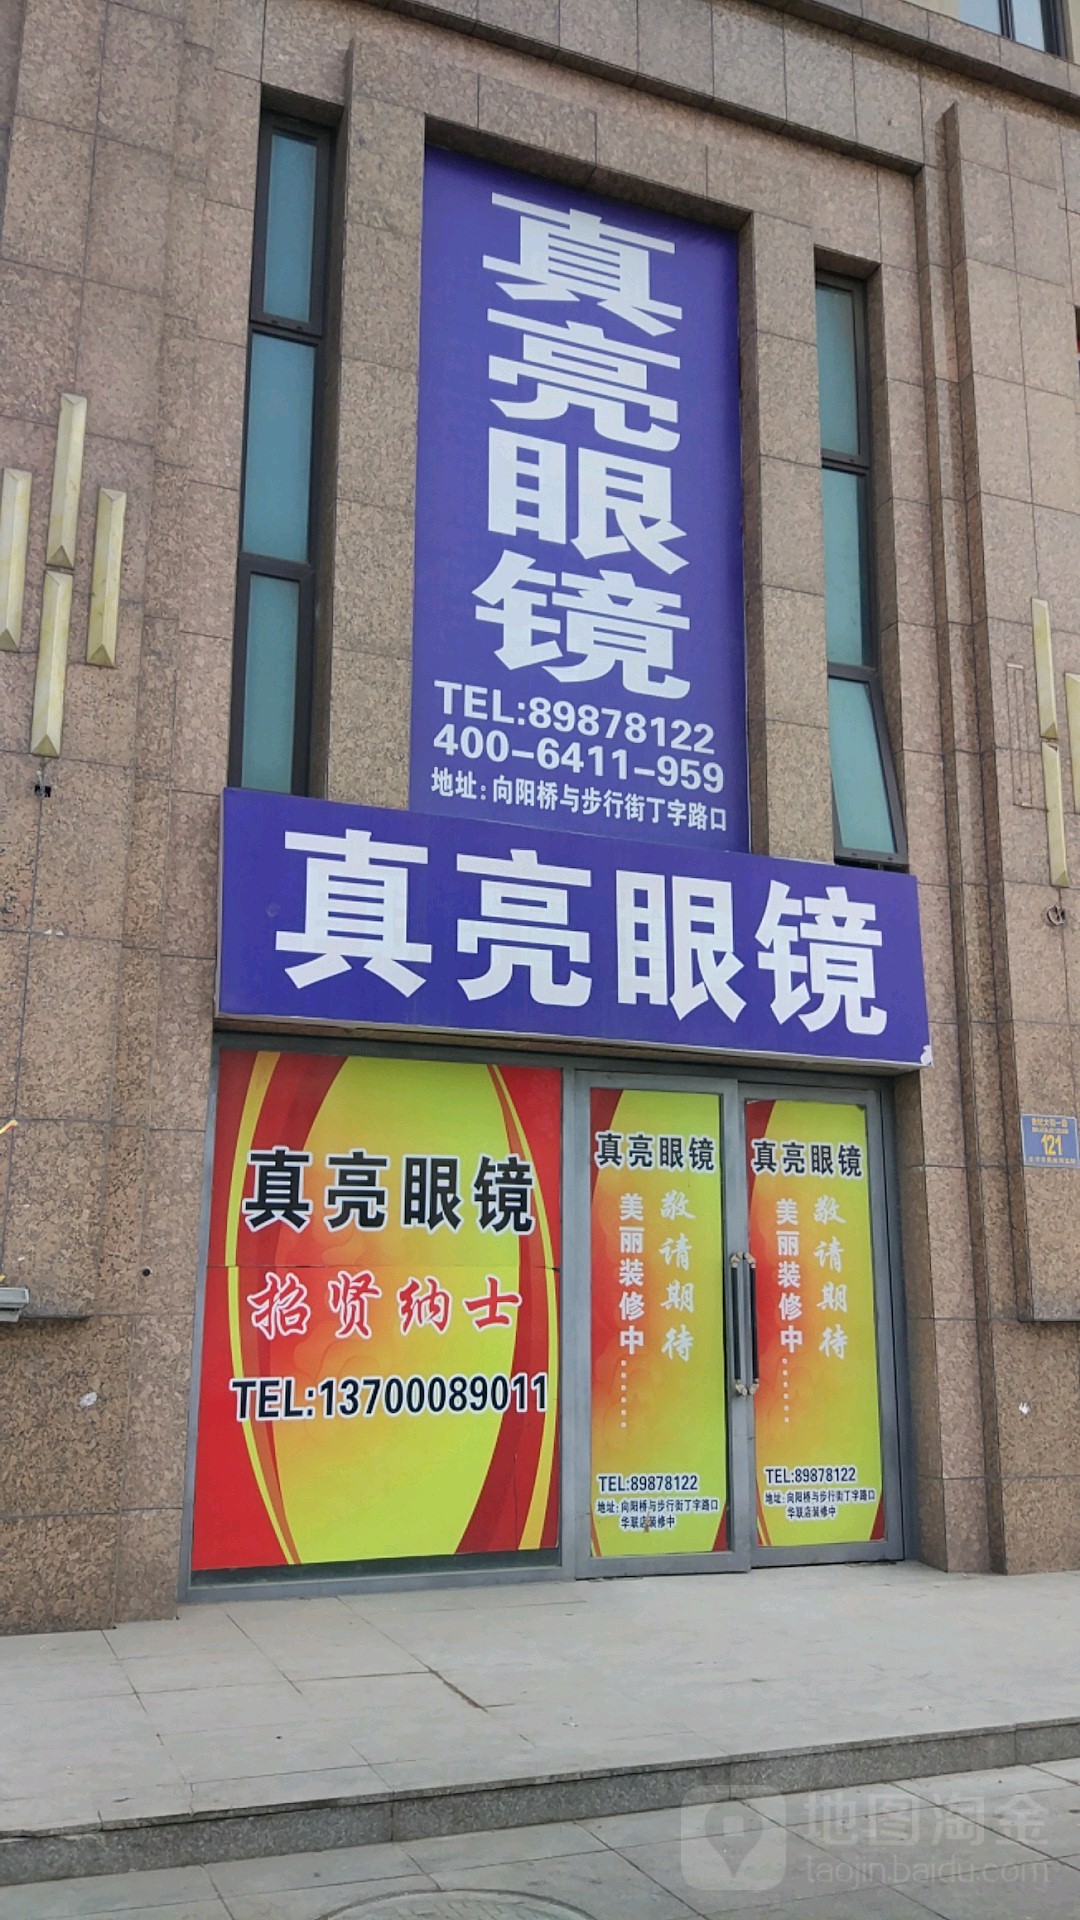 真亮眼镜
TEL:89878122
400-6411-959
地址:向阳桥与步行街丁字路口
真亮眼镜
真亮眼镜
招贤纳士
TEL:13700089011
真亮眼镜
敬请期待
美丽装修中······
TEL:89878122
地址:向阳桥与步行街丁字路口
华联店装修中
真亮眼镜
敬请期待
美丽装修中······
TEL:89878122
地址:向阳桥与步行街丁字路口
华联店装修中
121
地图淘金
taojin.baidu.com